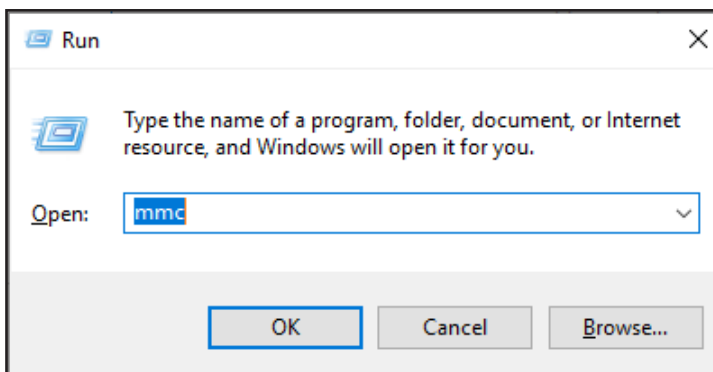 Run
Type the name of a program, folder, document, or Internet
resource, and Windows will open it for you.
Open: mmc
OK Cancel Browse...